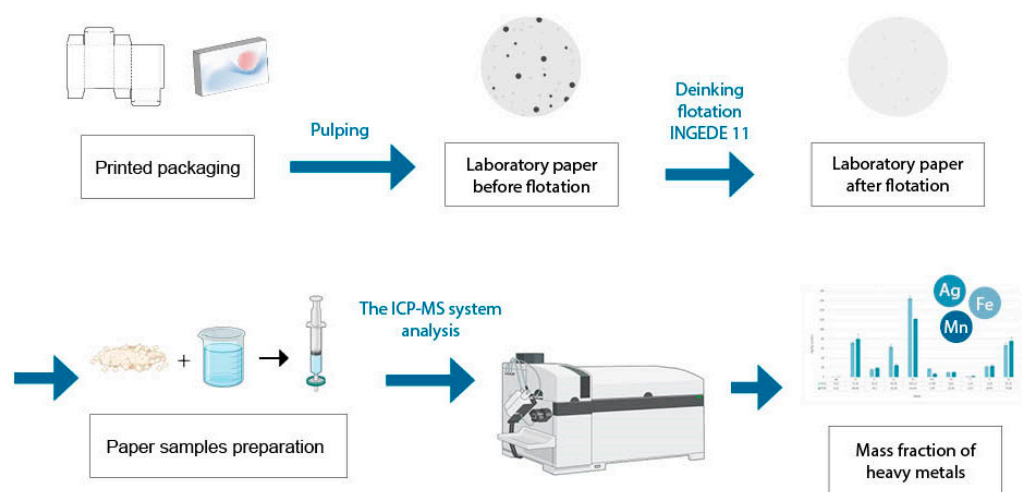 Pulping
Deinking
flotation
INGEDE 11
Printed packaging
Laboratory paper
before flotation
Laboratory paper
after flotation
The ICP-MS system
analysis
Ag
Fe
Mn
+
Paper samples preparation
Mass fraction of
heavy metals